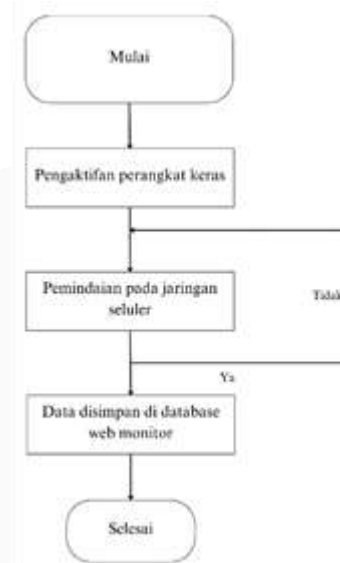 Mulai
Pengaktifan perangkat keras
Pemindaian pada jaringan
seluler
Tidak
Ya
Data disimpan di database
web monitor
Selesai